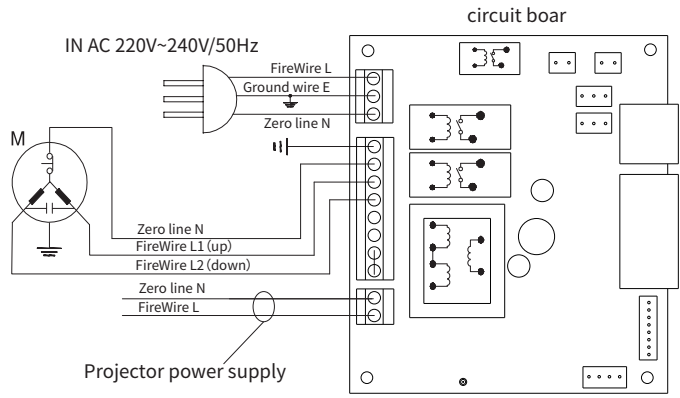 circuit boar
IN AC 220V~240V/50Hz
FireWire L
Ground wire E
Zero line N
M
Zero line N
FireWire L1 (up)
FireWire L2 (down)
Zero line N
FireWire L
Projector power supply